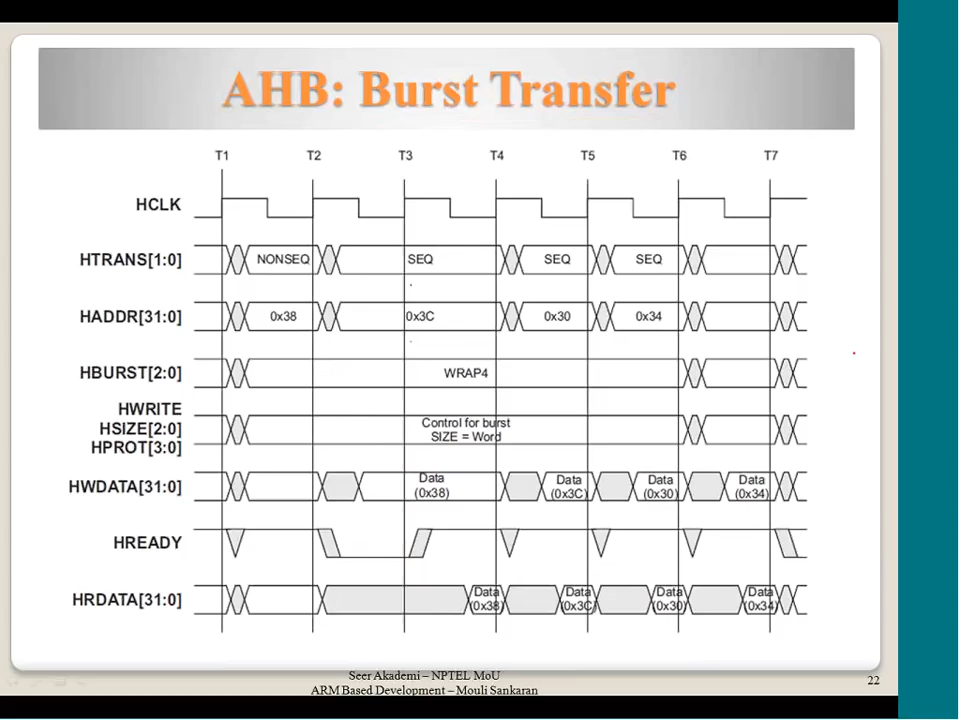 AHB: Burst Transfer
T1 T2 T3 T4 T5 T6 T7
HCLK
HTRANS[1:0] NONSEQ SEQ SEQ SEQ
HADDR[31:0] 0x38 0x3C 0x30 0x34
HBURST[2:0] WRAP4
HWRITE
HSIZE[2:0]
HPROT[3:0]
Control for burst
SIZE = Word
HWDATA[31:0]
Data
(0x38)
Data
(0x3C)
Data
(0x30)
Data
(0x34)
HREADY
HRDATA[31:0]
Data
(0x38)
Data
(0x3C)
Data
(0x30)
Data
(0x34)
Seer Akademi – NPTEL MoU
ARM Based Development – Mouli Sankaran
22